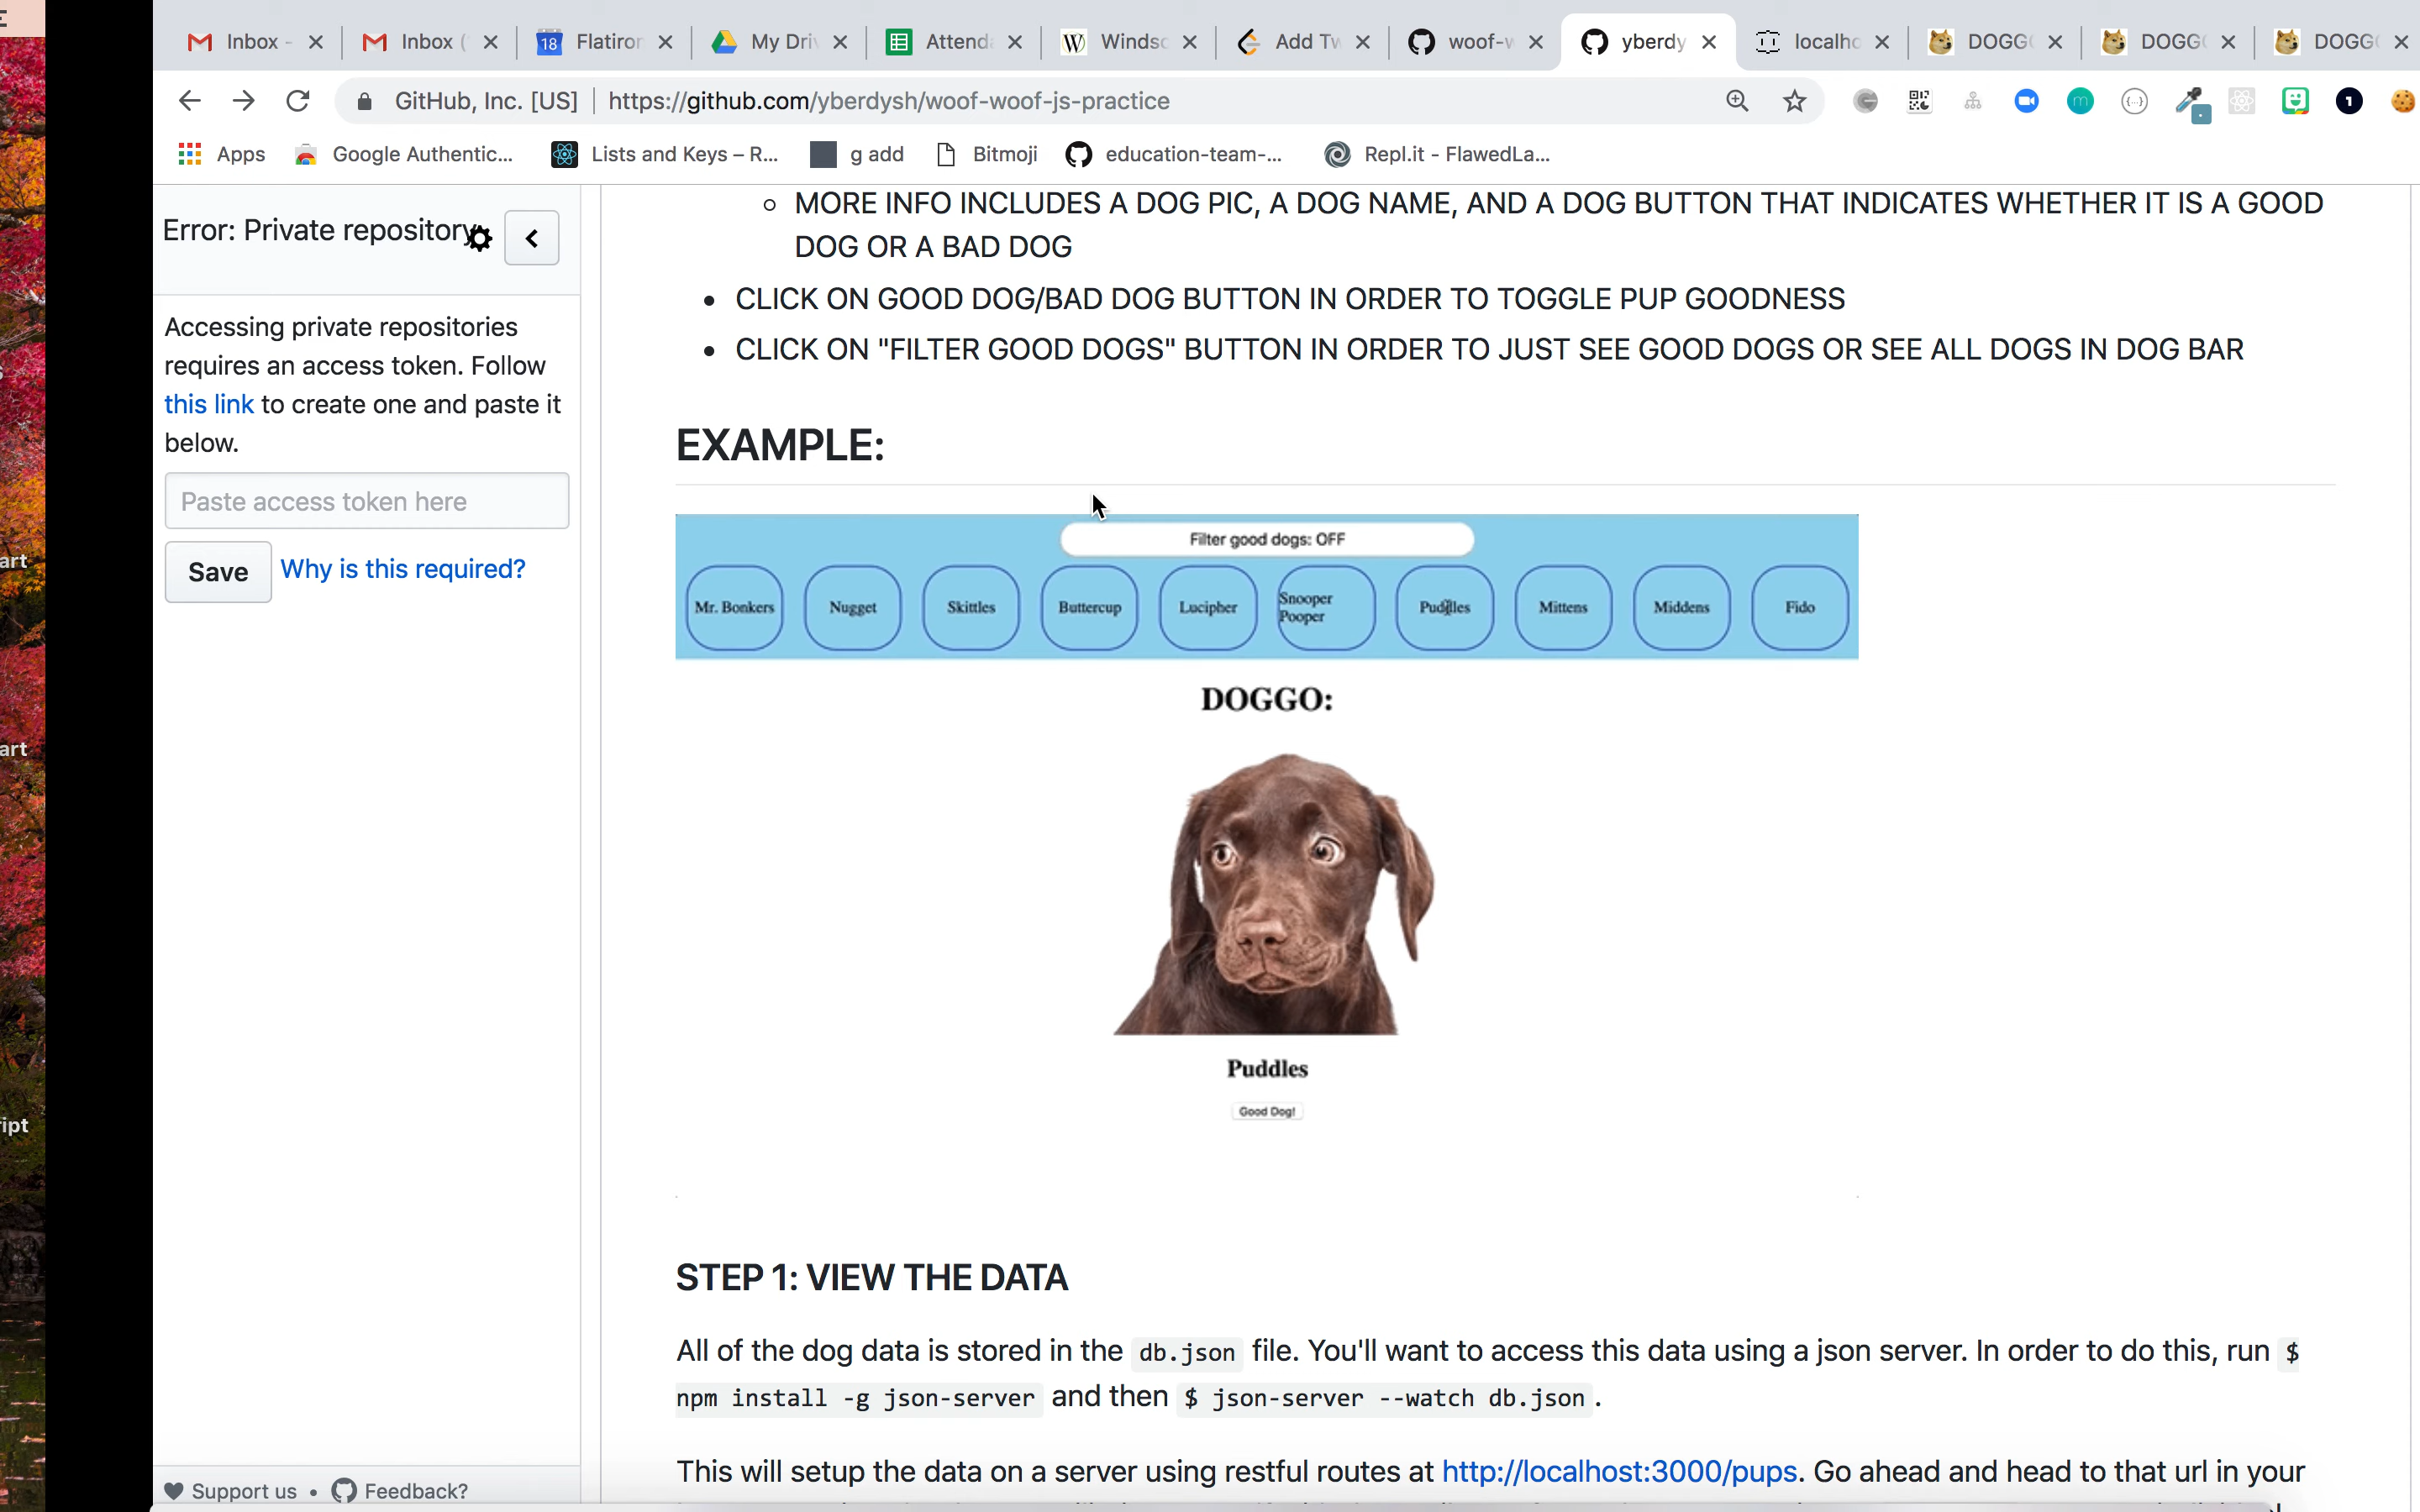 Inbox -
Inbox (
18
Flatiron
My Dri
Attend
W
Windso
Add Tw
woof-w
yberdy
localho
DOGG
DOGG
DOGG
GitHub, Inc. [US]
https://github.com/yberdysh/woof-woof-js-practice
m
{...}
1
Apps
Google Authentic...
Lists and Keys – R...
g add
Bitmoji
education-team-...
Repl.it - FlawedLa...
Error: Private repository
Accessing private repositories
requires an access token. Follow
this link to create one and paste it
below.
Paste access token here
Save
Why is this required?
art
art
ipt
Support us • Feedback?
MORE INFO INCLUDES A DOG PIC, A DOG NAME, AND A DOG BUTTON THAT INDICATES WHETHER IT IS A GOOD
DOG OR A BAD DOG
• CLICK ON GOOD DOG/BAD DOG BUTTON IN ORDER TO TOGGLE PUP GOODNESS
• CLICK ON "FILTER GOOD DOGS" BUTTON IN ORDER TO JUST SEE GOOD DOGS OR SEE ALL DOGS IN DOG BAR
EXAMPLE:
Filter good dogs: OFF
Mr. Bonkers
Nugget
Skittles
Buttercup
Lucipher
Snooper
Pooper
Puddles
Mittens
Middens
Fido
DOGGO:
Puddles
Good Dog!
STEP 1: VIEW THE DATA
All of the dog data is stored in the db.json file. You'll want to access this data using a json server. In order to do this, run $
npm install -g json-server and then $ json-server --watch db.json .
This will setup the data on a server using restful routes at http://localhost:3000/pups. Go ahead and head to that url in your